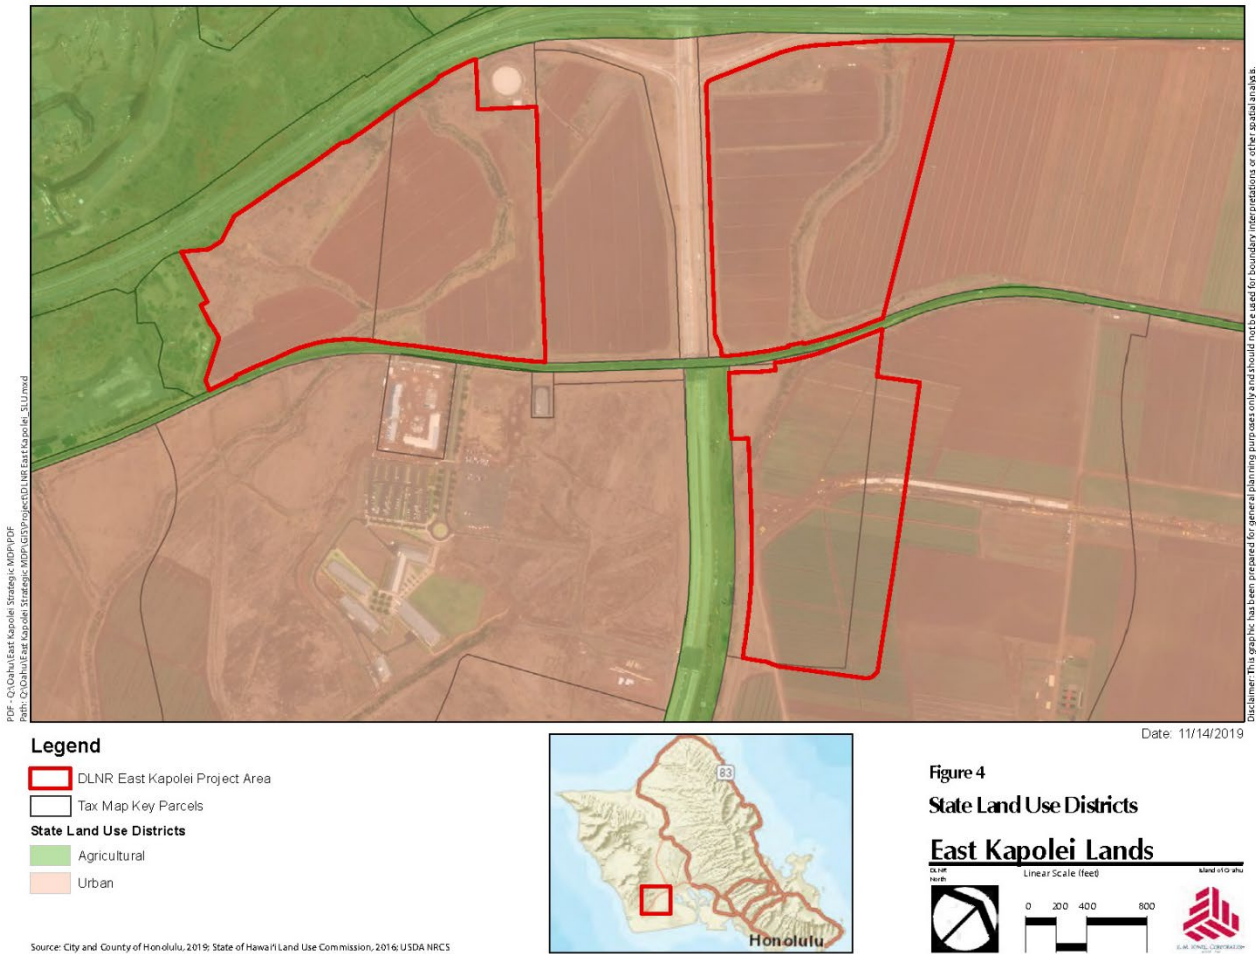 PDF - Q:\Oahu\East Kapolei Strategic MDP\PDF
Path: Q:\Oahu\East Kapolei Strategic MDP\GIS\Project\DLNR East Kapolei_SLU.mxd
Disclaimer: This graphic has been prepared for general planning purposes only and should not be used for boundary interpretations or other spatial analysis.
Date: 11/14/2019
Legend
DLNR East Kapolei Project Area
Tax Map Key Parcels
State Land Use Districts
Agricultural
Urban
Source: City and County of Honolulu, 2019; State of Hawai'i Land Use Commission, 2016; USDA NRCS
83
Honolulu
Figure 4
State Land Use Districts
East Kapolei Lands
DLNR
North
Linear Scale (feet)
Island of O'ahu
0 200 400 800